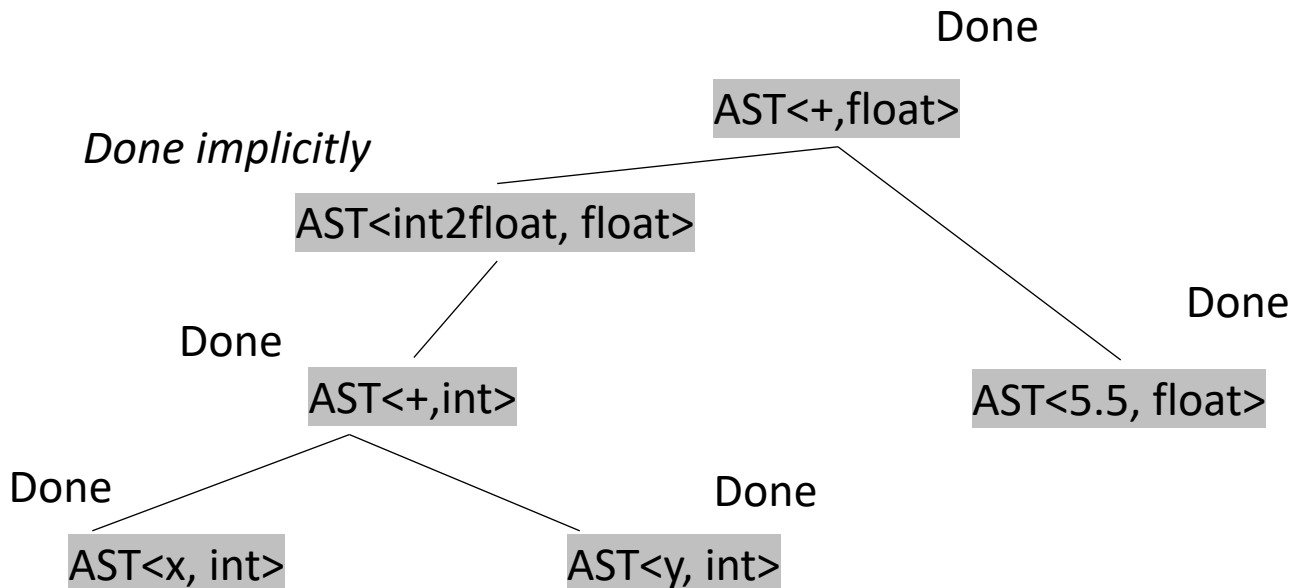 Done
AST<+,float>
Done implicitly
AST<int2float, float>
Done
Done
AST<+,int>
AST<5.5, float>
Done
Done
AST<x, int>
AST<y, int>